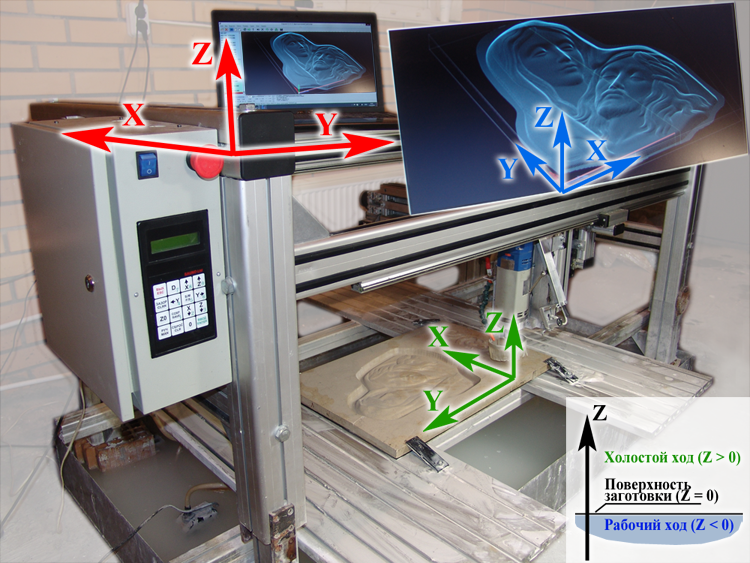 Z
X
Y
Z
Y
X
Z
X
Y
Z
Холостой ход (Z > 0)
Поверхность
заготовки (Z = 0)
Рабочий ход (Z < 0)